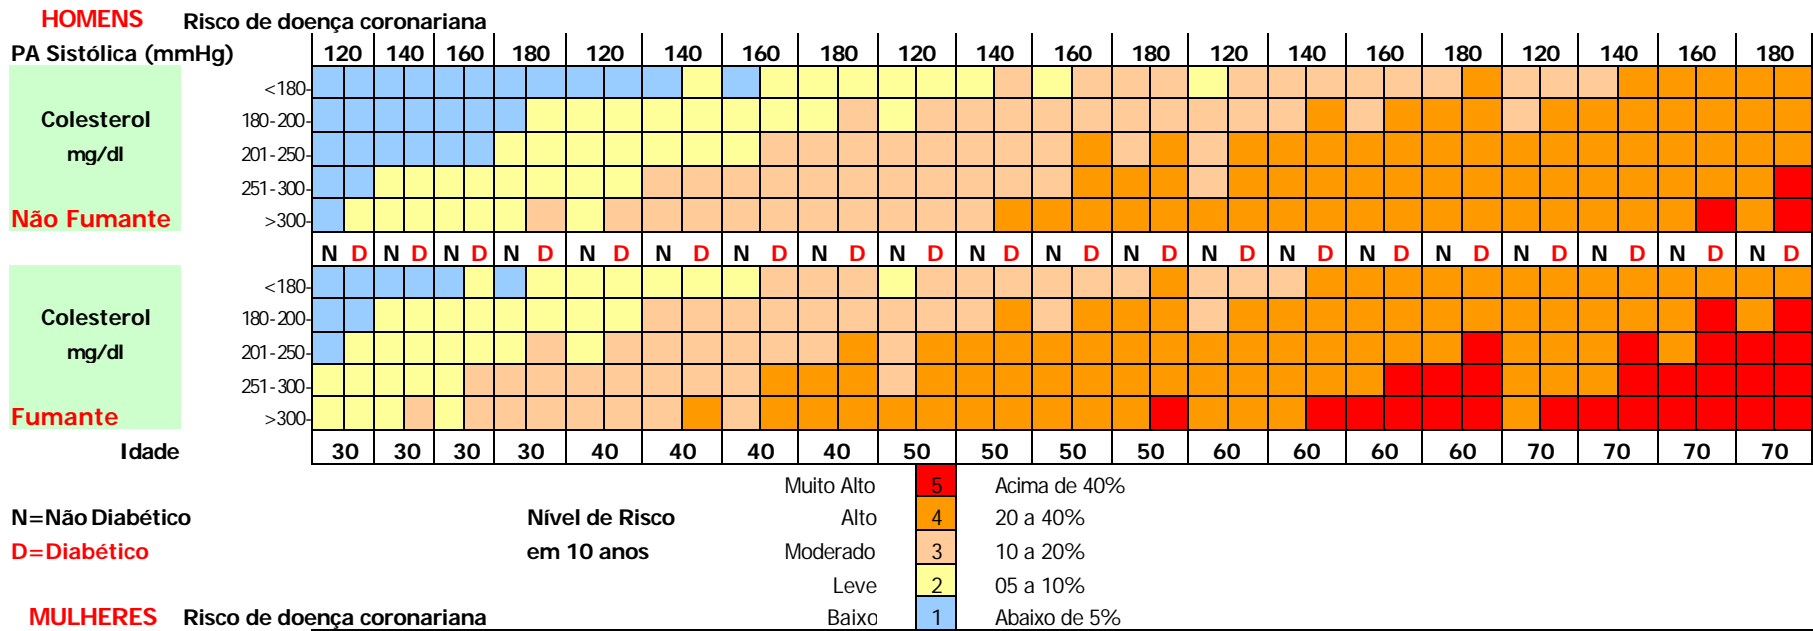 HOMENS Risco de doença coronariana
PA Sistólica (mmHg) 120 140 160 180 120 140 160 180 120 140 160 180 120 140 160 180 120 140 160 180
<180
Colesterol 180-200
mg/dl 201-250
251-300
Não Fumante >300
N D N D N D N D N D N D N D N D N D N D N D N D N D N D N D N D N D N D N D N D
<180
Colesterol 180-200
mg/dl 201-250
251-300
Fumante >300
Idade 30 30 30 30 40 40 40 40 50 50 50 50 60 60 60 60 70 70 70 70
Muito Alto 5 Acima de 40%
N=Não Diabético Nível de Risco Alto 4 20 a 40%
D=Diabético em 10 anos Moderado 3 10 a 20%
Leve 2 05 a 10%
MULHERES Risco de doença coronariana Baixo 1 Abaixo de 5%